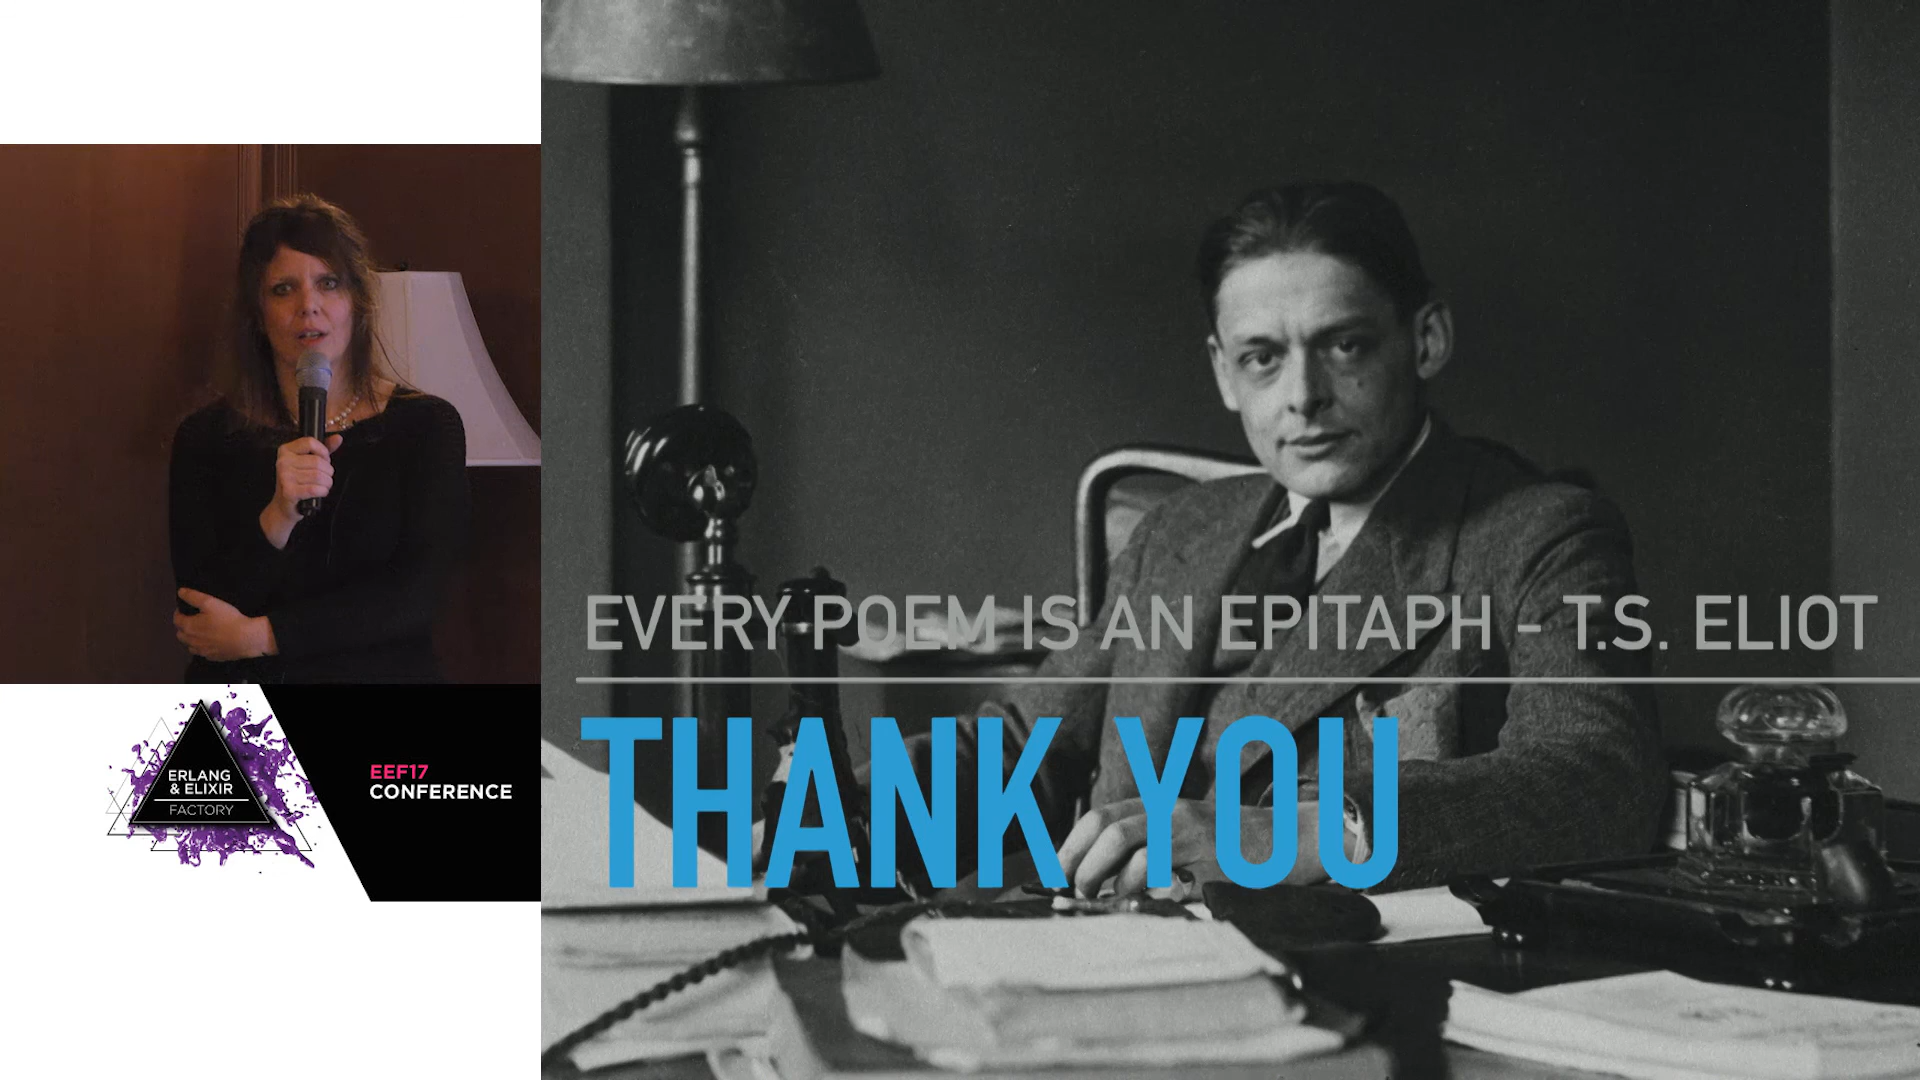 ERLANG
& ELIXIR
FACTORY
EEF17
CONFERENCE
EVERY POEM IS AN EPITAPH - T.S. ELIOT
THANK YOU